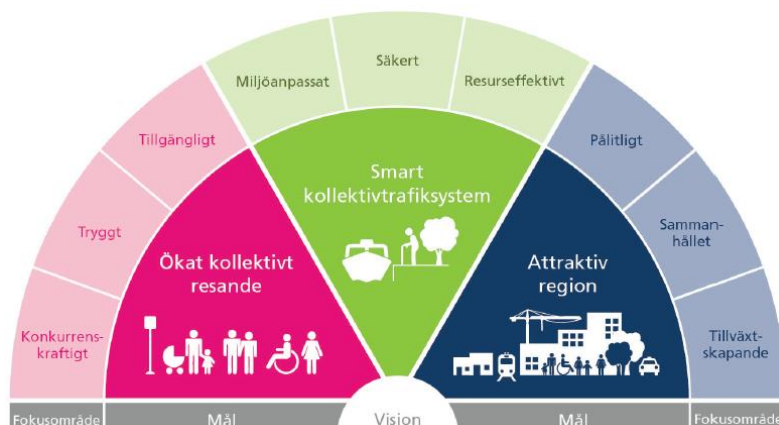 Miljöanpassat
Säkert
Resurseffektivt
Tillgängligt
Pålitligt
Tryggt
Samman-
hållet
Konkurrens-
kraftigt
Tillväxt-
skapande
Smart
kollektivtrafiksystem
Ökat kollektivt
resande
Attraktiv
region
Fokusområde
Mål
Vision
Mål
Fokusområde